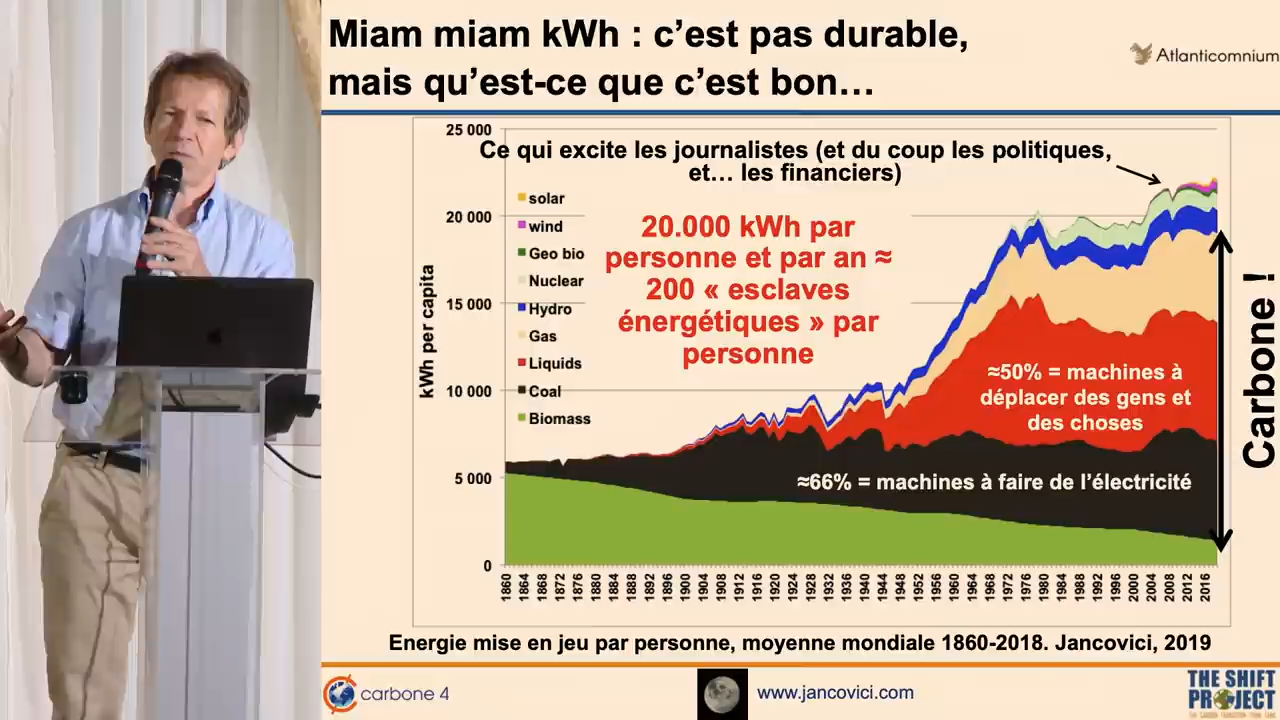 Miam miam kWh : c’est pas durable,
mais qu’est-ce que c’est bon…
Atlanticomnium
25 000
Ce qui excite les journalistes (et du coup les politiques,
et… les financiers)
solar
wind
Geo bio
Nuclear
Hydro
Gas
Liquids
Coal
Biomass
20 000
15 000
10 000
5 000
0
kWh per capita
20.000 kWh par
personne et par an ≈
200 « esclaves
énergétiques » par
personne
≈50% = machines à
déplacer des gens et
des choses
≈66% = machines à faire de l’électricité
Carbone !
1860 1864 1868 1872 1876 1880 1884 1888 1892 1896 1900 1904 1908 1912 1916 1920 1924 1928 1932 1936 1940 1944 1948 1952 1956 1960 1964 1968 1972 1976 1980 1984 1988 1992 1996 2000 2004 2008 2012 2016
Energie mise en jeu par personne, moyenne mondiale 1860-2018. Jancovici, 2019
carbone 4
www.jancovici.com
THE SHIFT
PROJECT